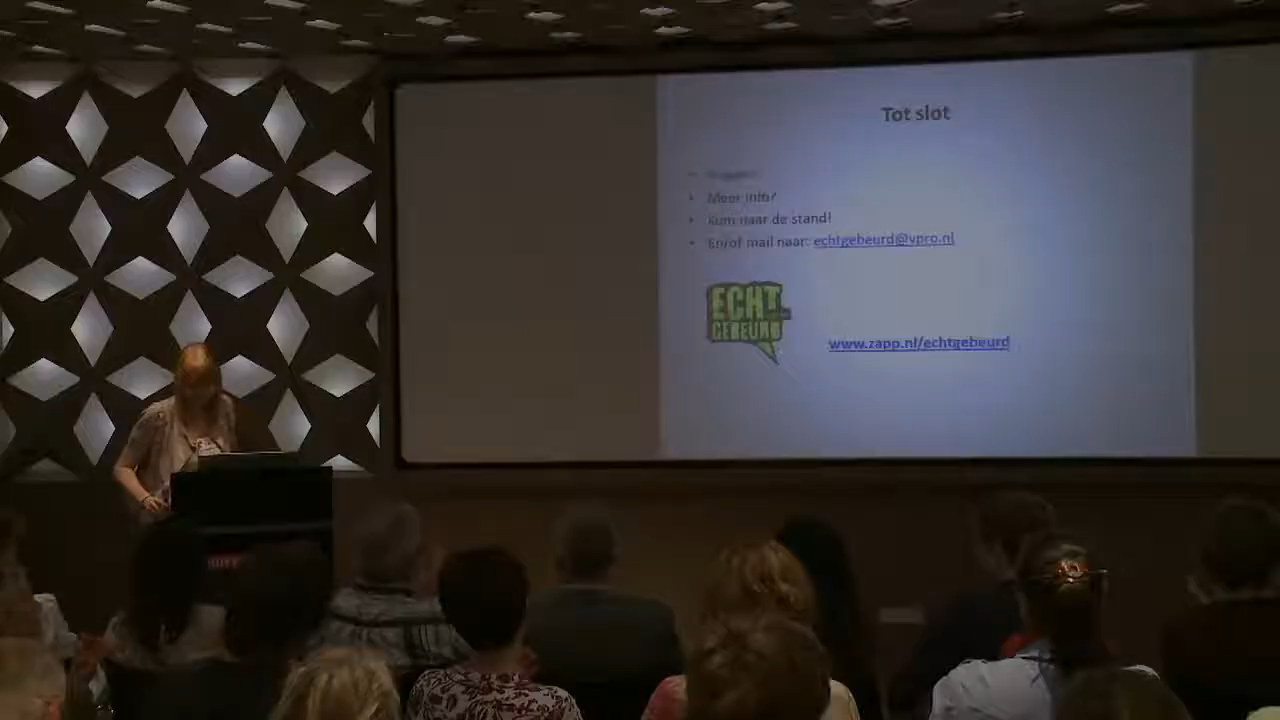 Tot slot
• Meer info?
• Kom naar de stand!
• En/of mail naar: echtgebeurd@vpro.nl
ECHT
GEBEURD
www.zapp.nl/echtgebeurd